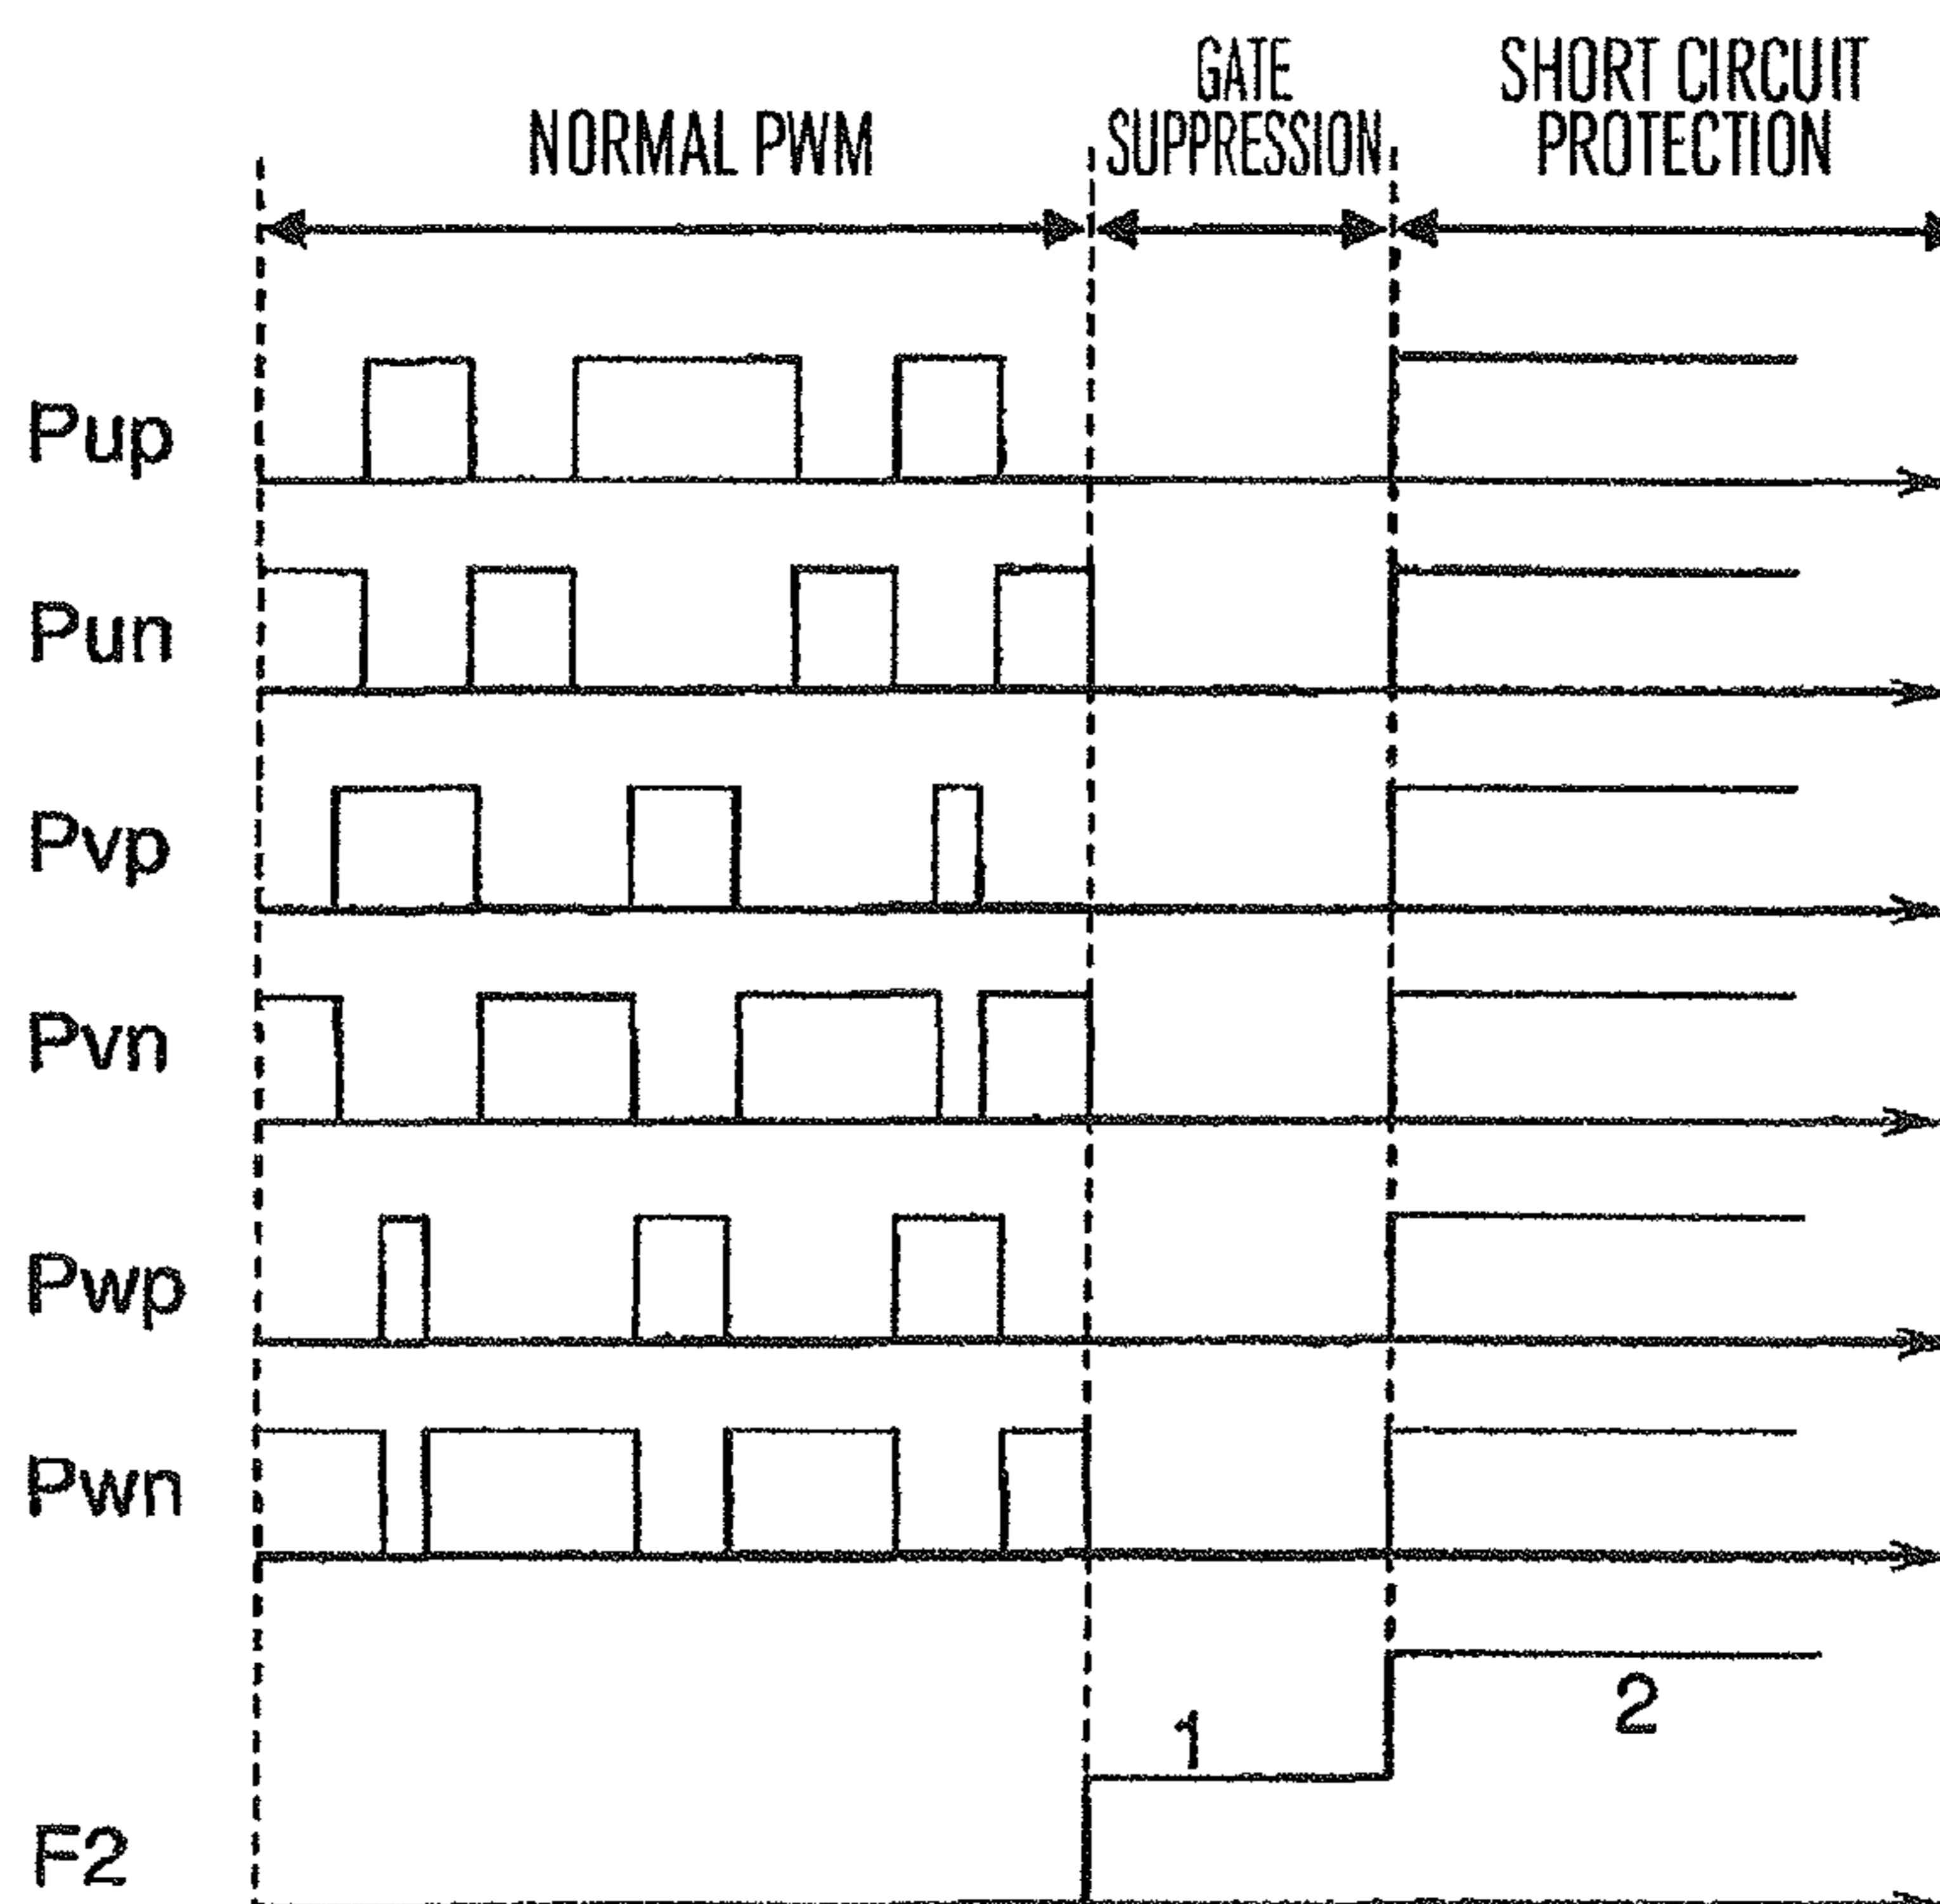 NORMAL PWM
GATE
SUPPRESSION
SHORT CIRCUIT
PROTECTION
Pup
Pun
Pvp
Pvn
Pwp
Pwn
1
2
F2